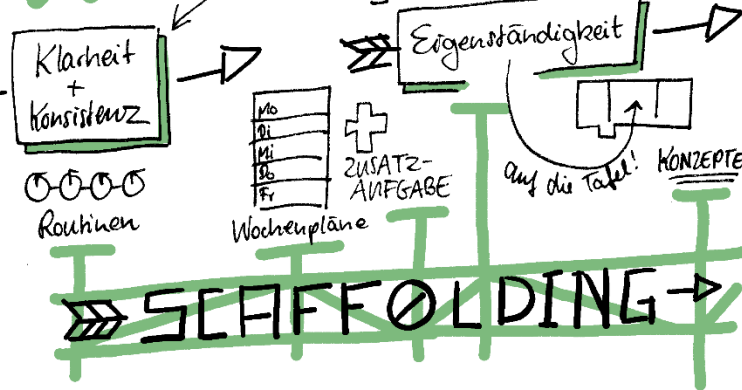 Klarheit
+
Konsistenz
Eigenständigkeit
Mo
Di
Mi
Do
Fr
ZUSATZ-
AUFGABE
auf die Tafel!
KONZEPTE
Routinen
Wochenpläne
SCAFFOLDING